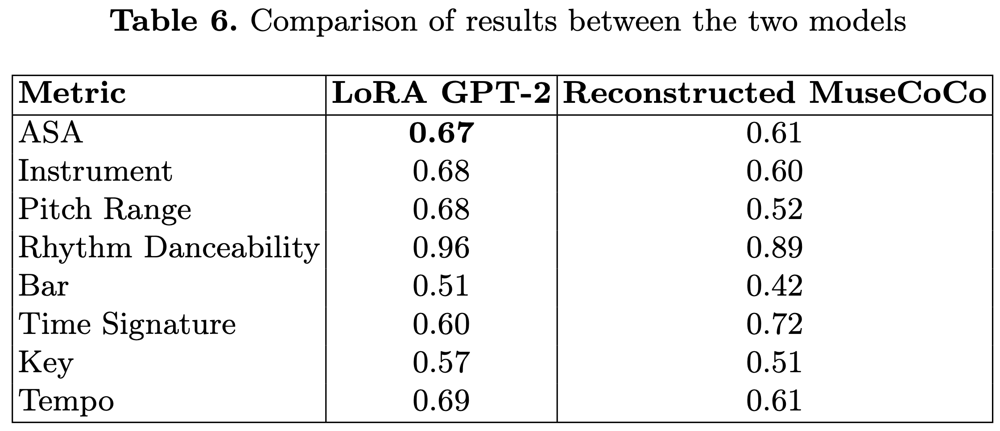 Table 6. Comparison of results between the two models
Metric LoRA GPT-2 Reconstructed MuseCoCo
ASA 0.67 0.61
Instrument 0.68 0.60
Pitch Range 0.68 0.52
Rhythm Danceability 0.96 0.89
Bar 0.51 0.42
Time Signature 0.60 0.72
Key 0.57 0.51
Tempo 0.69 0.61